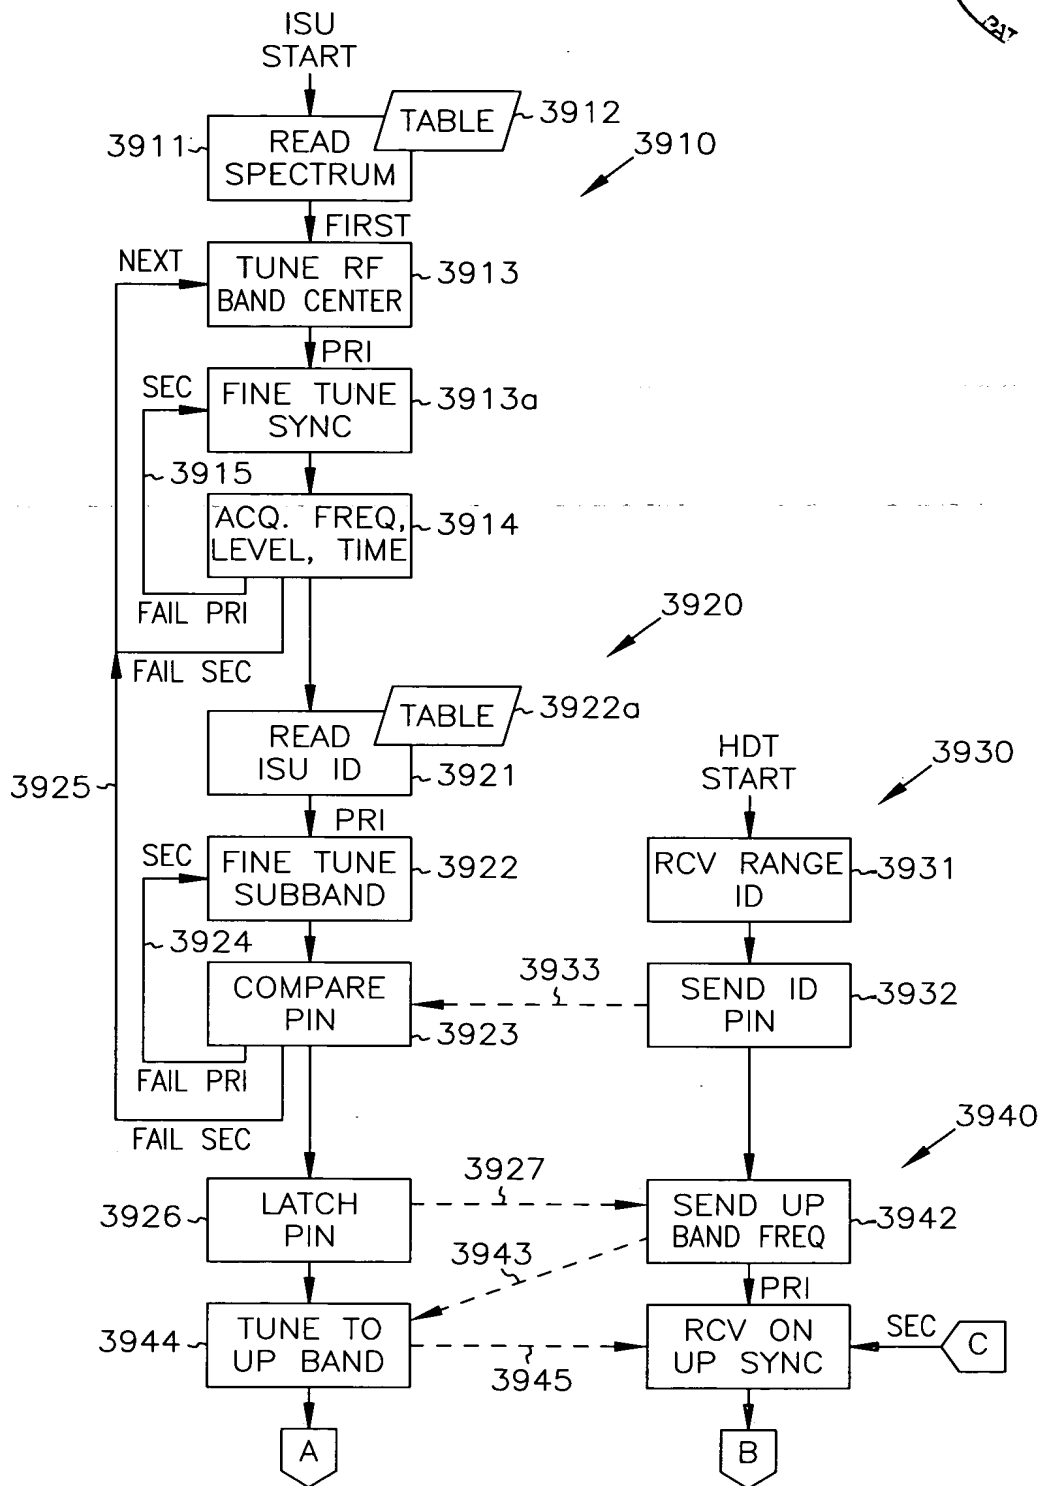 ISU
START
TABLE
3912
3911
READ
SPECTRUM
3910
FIRST
NEXT
TUNE RF
BAND CENTER
3913
PRI
SEC
FINE TUNE
SYNC
3913a
3915
ACQ. FREQ,
LEVEL, TIME
3914
FAIL PRI
FAIL SEC
3920
TABLE
3922a
READ
ISU ID
3921
3925
HDT
START
3930
PRI
SEC
FINE TUNE
SUBBAND
3922
RCV RANGE
ID
3931
3924
COMPARE
PIN
3923
3933
SEND ID
PIN
3932
FAIL PRI
FAIL SEC
3940
3926
LATCH
PIN
3927
SEND UP
BAND FREQ
3942
3943
PRI
3944
TUNE TO
UP BAND
3945
RCV ON
UP SYNC
SEC
C
A
B